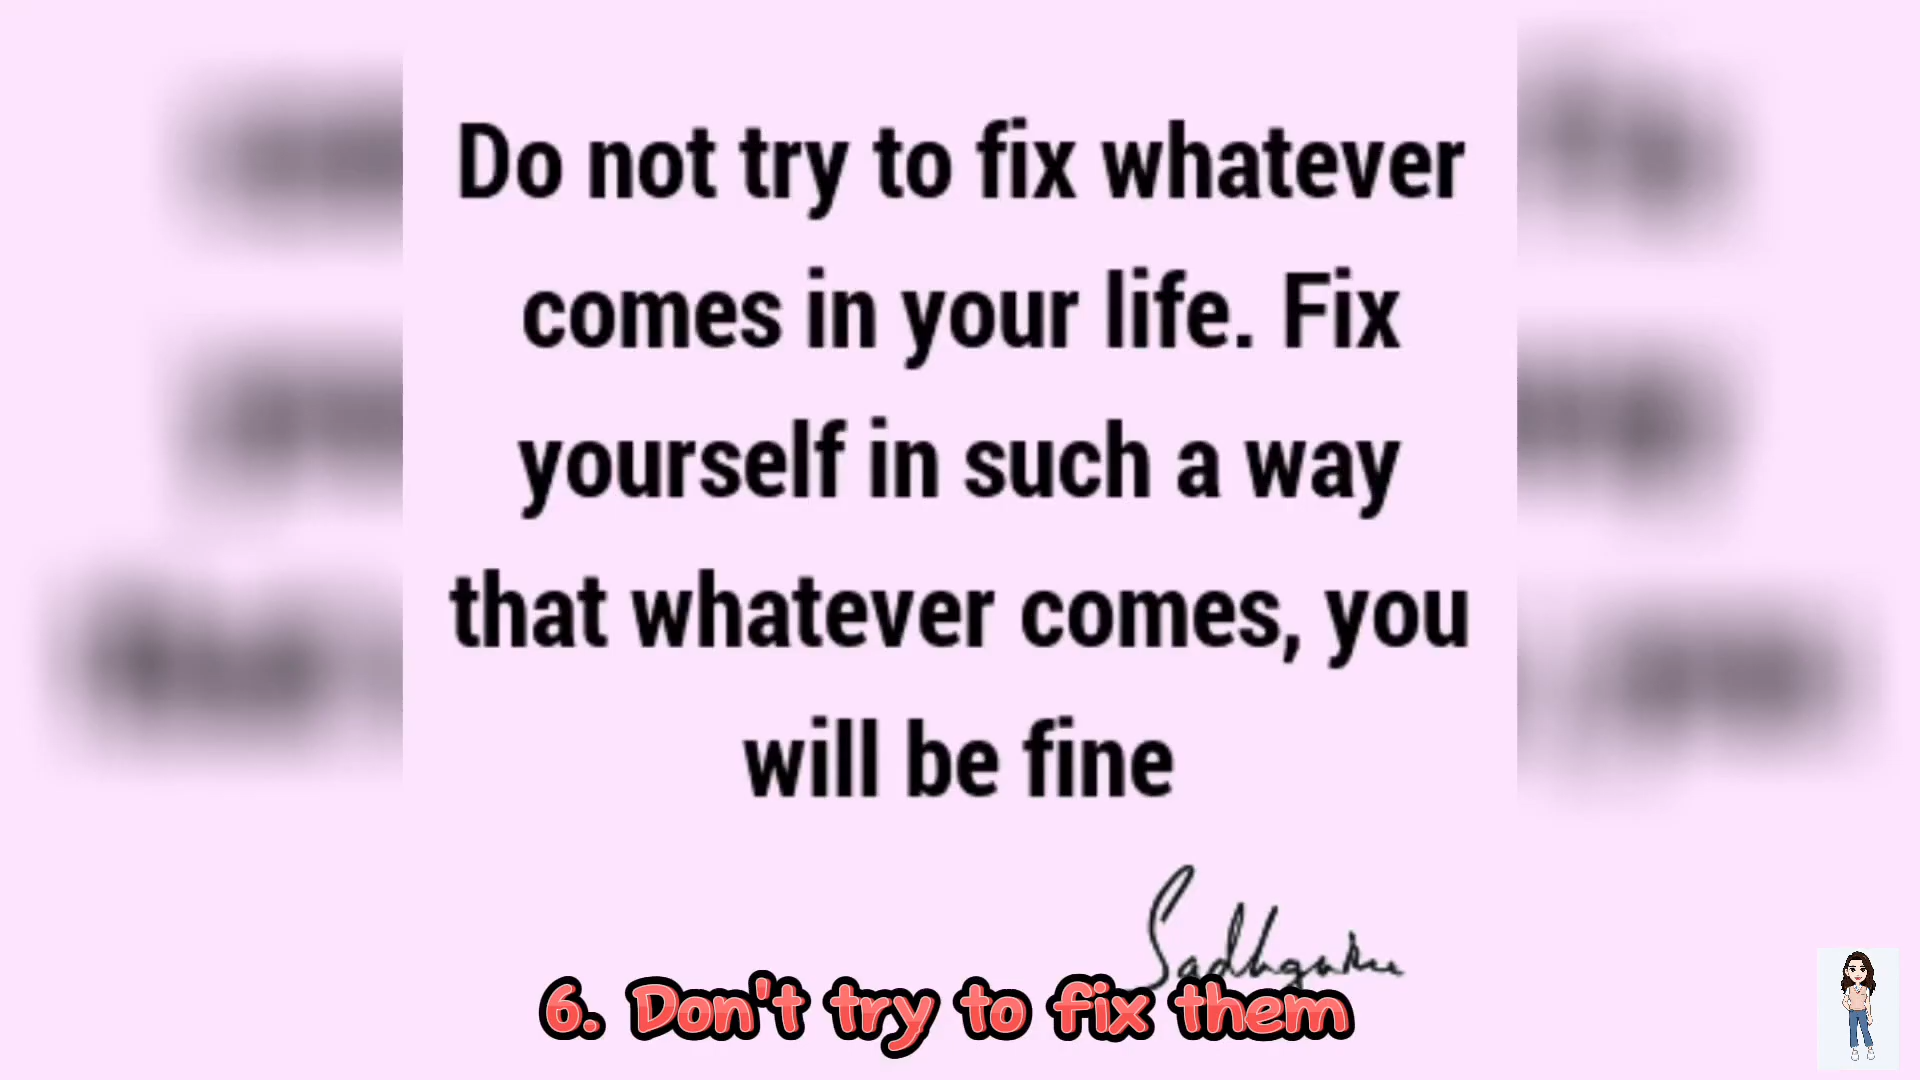 Do not try to fix whatever
comes in your life. Fix
yourself in such a way
that whatever comes, you
will be fine
Sadhguru
6. Don't try to fix them